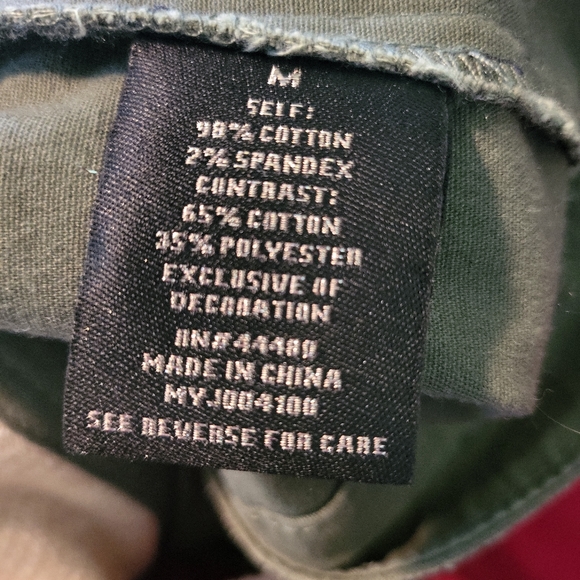 M
SELF:
98% COTTON
2% SPANDEX
CONTRAST:
65% COTTON
35% POLYESTER
EXCLUSIVE OF
DECORATION
RN#44480
MADE IN CHINA
MYJ004100
SEE REVERSE FOR CARE